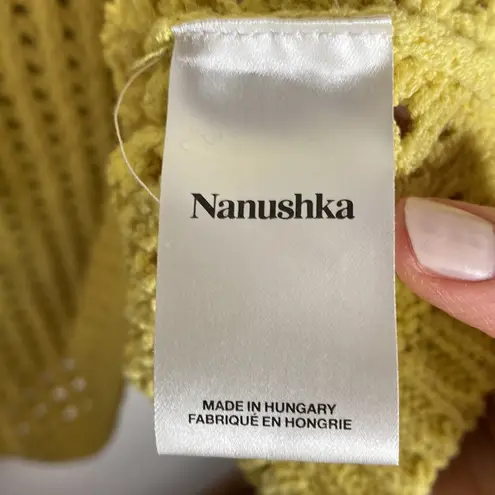 Nanushka
MADE IN HUNGARY
FABRIQUÉ EN HONGRIE